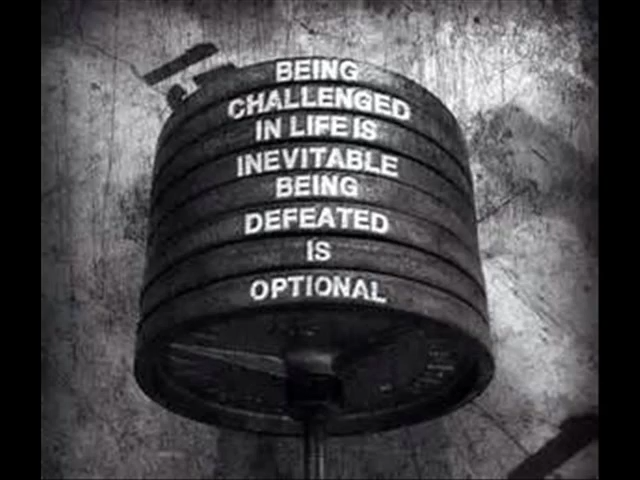 BEING
CHALLENGED
IN LIFE IS
INEVITABLE
BEING
DEFEATED
IS
OPTIONAL